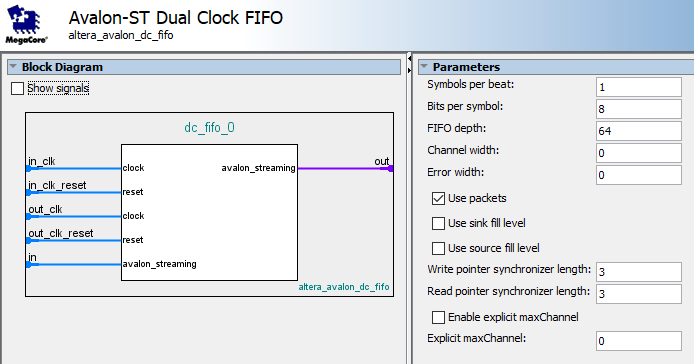 Avalon-ST Dual Clock FIFO
MegaCore®
altera_avalon_dc_fifo
Block Diagram
Show signals
dc_fifo_0
in_clk
clock
avalon_streaming
out
in_clk_reset
reset
out_clk
clock
out_clk_reset
reset
in
avalon_streaming
altera_avalon_dc_fifo
Parameters
Symbols per beat: 1
Bits per symbol: 8
FIFO depth: 64
Channel width: 0
Error width: 0
Use packets
Use sink fill level
Use source fill level
Write pointer synchronizer length: 3
Read pointer synchronizer length: 3
Enable explicit maxChannel
Explicit maxChannel: 0